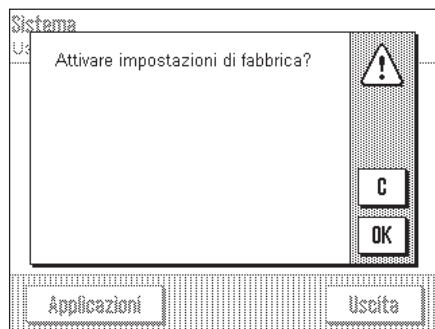 Sistema
Attivare impostazioni di fabbrica?
C
OK
Applicazioni
Uscita